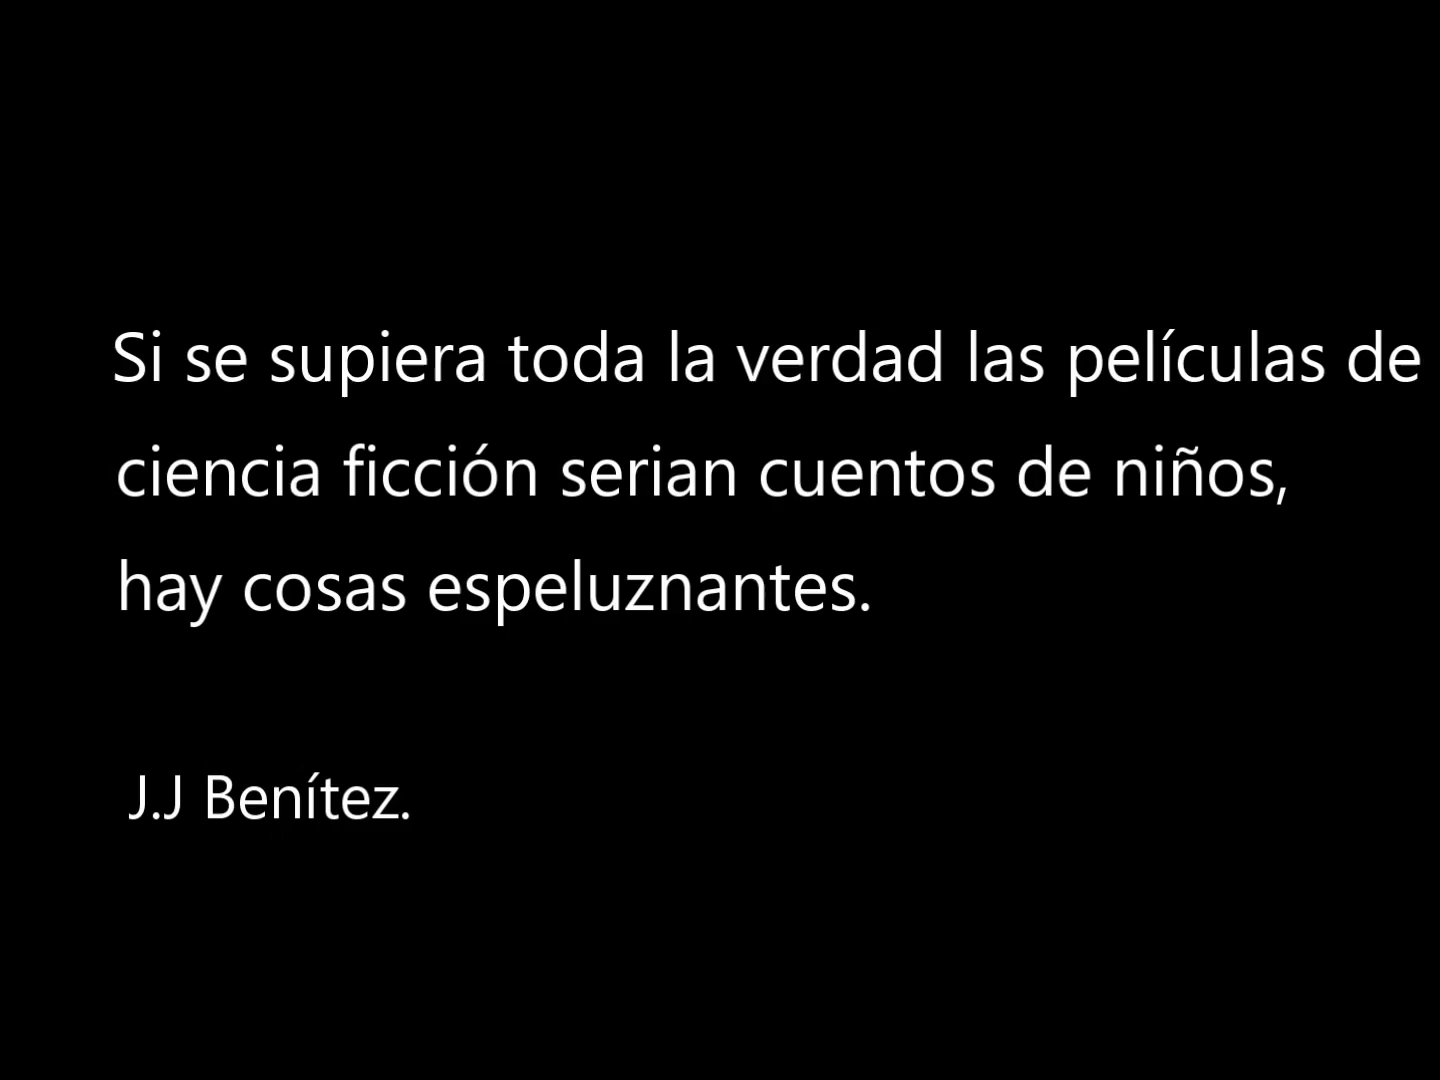 Si se supiera toda la verdad las películas de
ciencia ficción serian cuentos de niños,
hay cosas espeluznantes.
J.J Benítez.